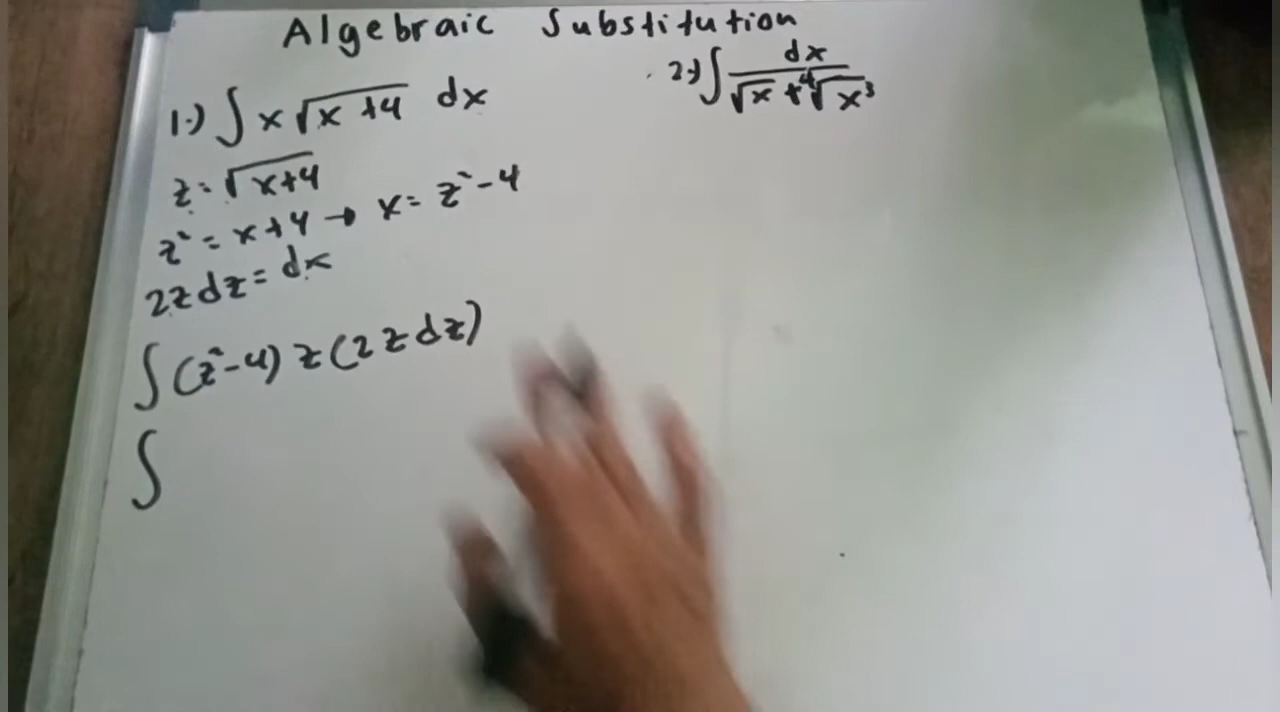 Algebraic Substitution
1.) ∫ x √(x+4) dx
z = √(x+4)
z² = x+4 → x = z² - 4
2z dz = dx
∫ (z² - 4) z (2z dz)
∫
2.) ∫ dx / (√x + ∜x³)